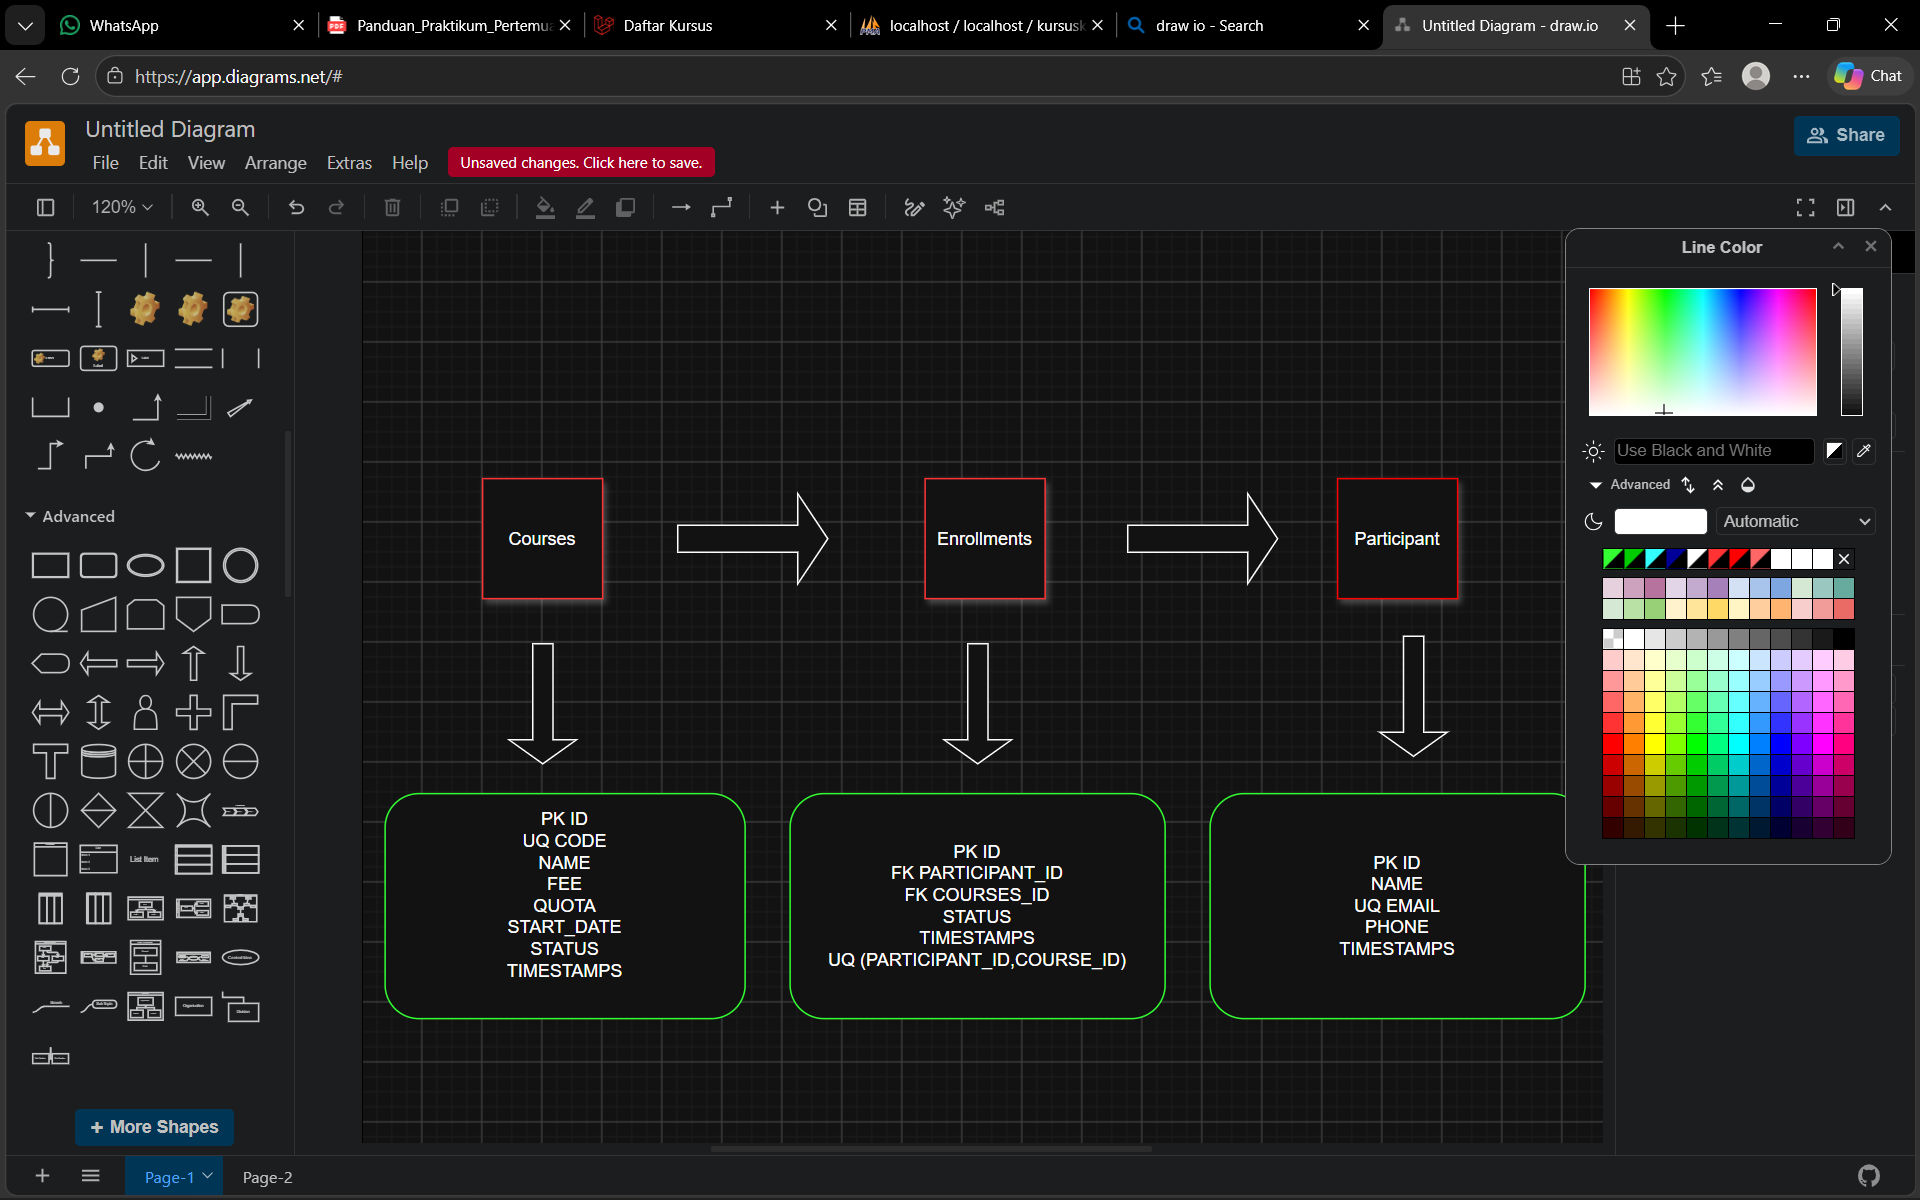 WhatsApp
Panduan_Praktikum_Pertemua
Daftar Kursus
localhost / localhost / kursusk
draw io - Search
Untitled Diagram - draw.io
https://app.diagrams.net/#
Chat
Untitled Diagram
File Edit View Arrange Extras Help
Unsaved changes. Click here to save.
Share
120%
Line Color
Use Black and White
Advanced
Automatic
Advanced
List Item
Courses
Enrollments
Participant
PK ID
UQ CODE
NAME
FEE
QUOTA
START_DATE
STATUS
TIMESTAMPS
PK ID
FK PARTICIPANT_ID
FK COURSES_ID
STATUS
TIMESTAMPS
UQ (PARTICIPANT_ID,COURSE_ID)
PK ID
NAME
UQ EMAIL
PHONE
TIMESTAMPS
+ More Shapes
Page-1
Page-2